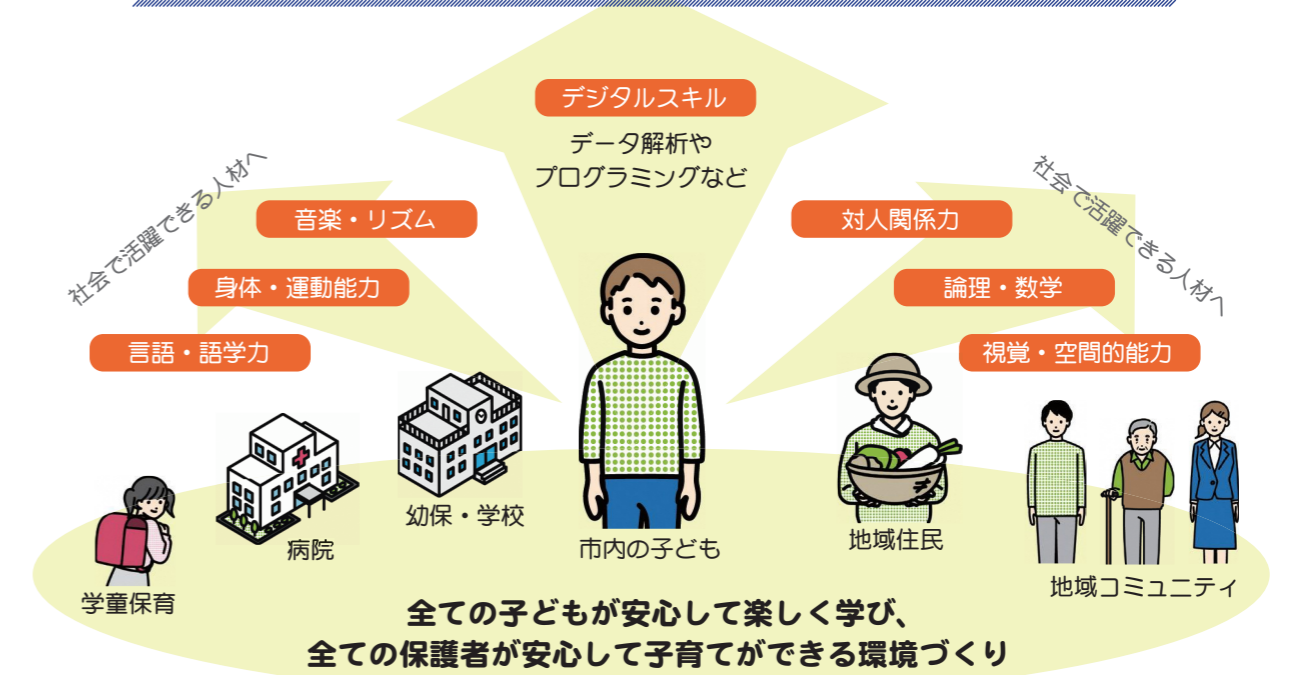 デジタルスキル
データ解析や
プログラミングなど
社会で活躍できる人材へ
音楽・リズム
身体・運動能力
言語・語学力
社会で活躍できる人材へ
対人関係力
論理・数学
視覚・空間的能力
学童保育
病院
幼保・学校
市内の子ども
地域住民
地域コミュニティ
全ての子どもが安心して楽しく学び、
全ての保護者が安心して子育てができる環境づくり